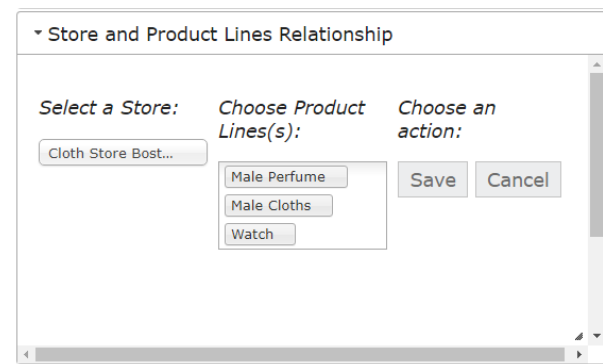 Store and Product Lines Relationship
Select a Store:
Cloth Store Bost...
Choose Product
Lines(s):
Male Perfume
Male Cloths
Watch
Choose an
action:
Save Cancel